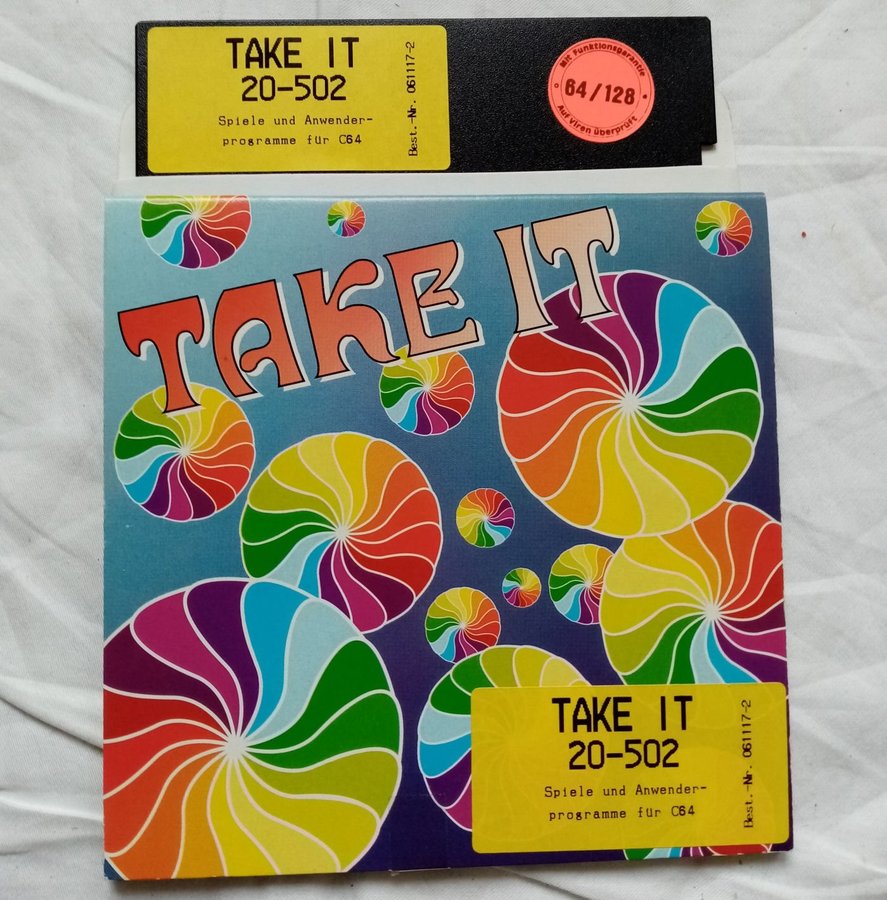 TAKE IT
20-502
Spiele und Anwender-
programme für C64
Best.-Nr. 061117-2
Mit Funktionsgarantie
64/128
Auf Viren überprüft
TAKE IT
TAKE IT
20-502
Spiele und Anwender-
programme für C64
Best.-Nr. 061117-2